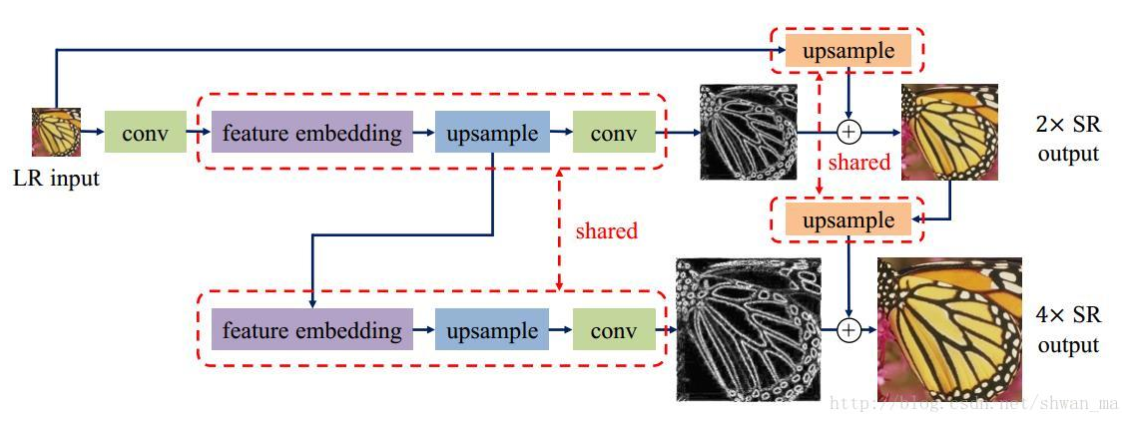 upsample
conv
feature embedding
upsample
conv
2× SR
output
LR input
shared
shared
upsample
feature embedding
upsample
conv
4× SR
output
http://blog.csdn.net/shwan_ma